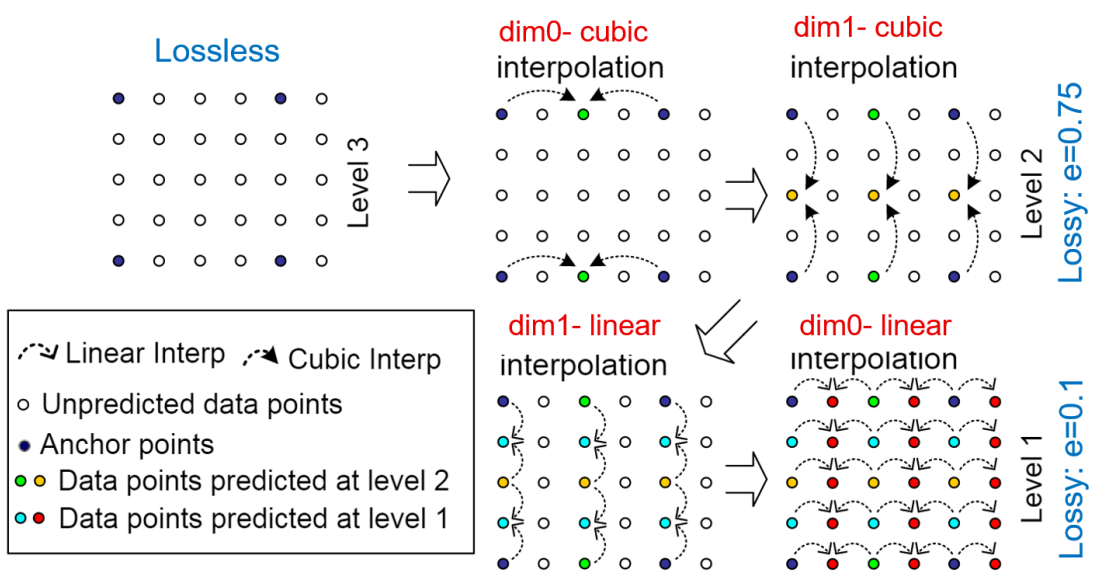 Lossless
Level 3
dim0- cubic
interpolation
dim1- cubic
interpolation
Level 2
Lossy: e=0.75
dim1- linear
interpolation
dim0- linear
interpolation
Level 1
Lossy: e=0.1
Linear Interp
Cubic Interp
Unpredicted data points
Anchor points
Data points predicted at level 2
Data points predicted at level 1